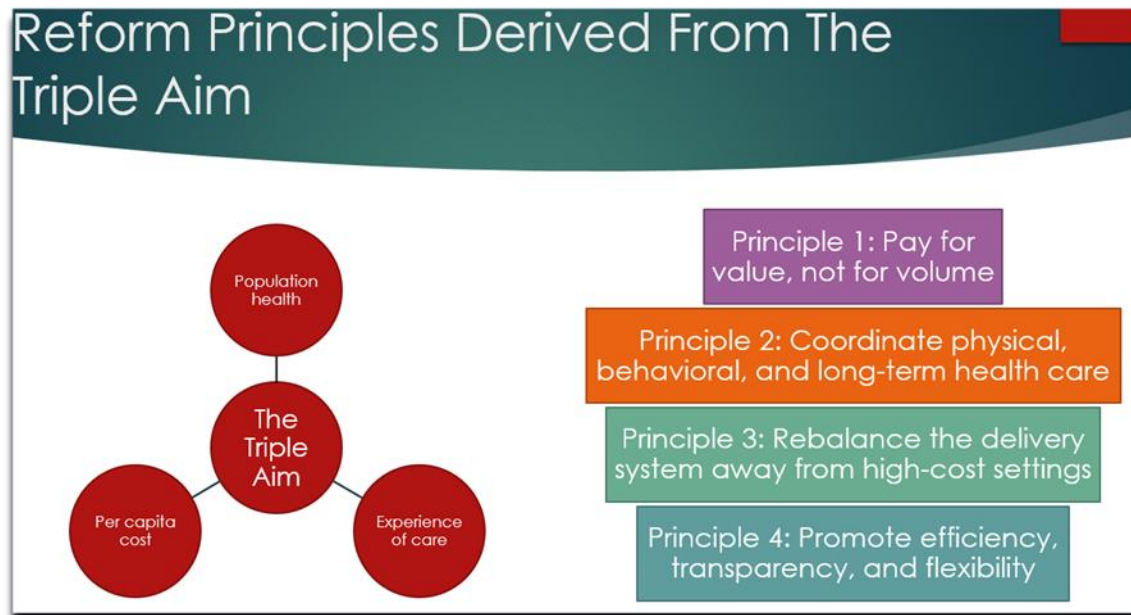 Reform Principles Derived From The
Triple Aim
Population
health
The
Triple
Aim
Per capita
cost
Experience
of care
Principle 1: Pay for
value, not for volume
Principle 2: Coordinate physical,
behavioral, and long-term health care
Principle 3: Rebalance the delivery
system away from high-cost settings
Principle 4: Promote efficiency,
transparency, and flexibility